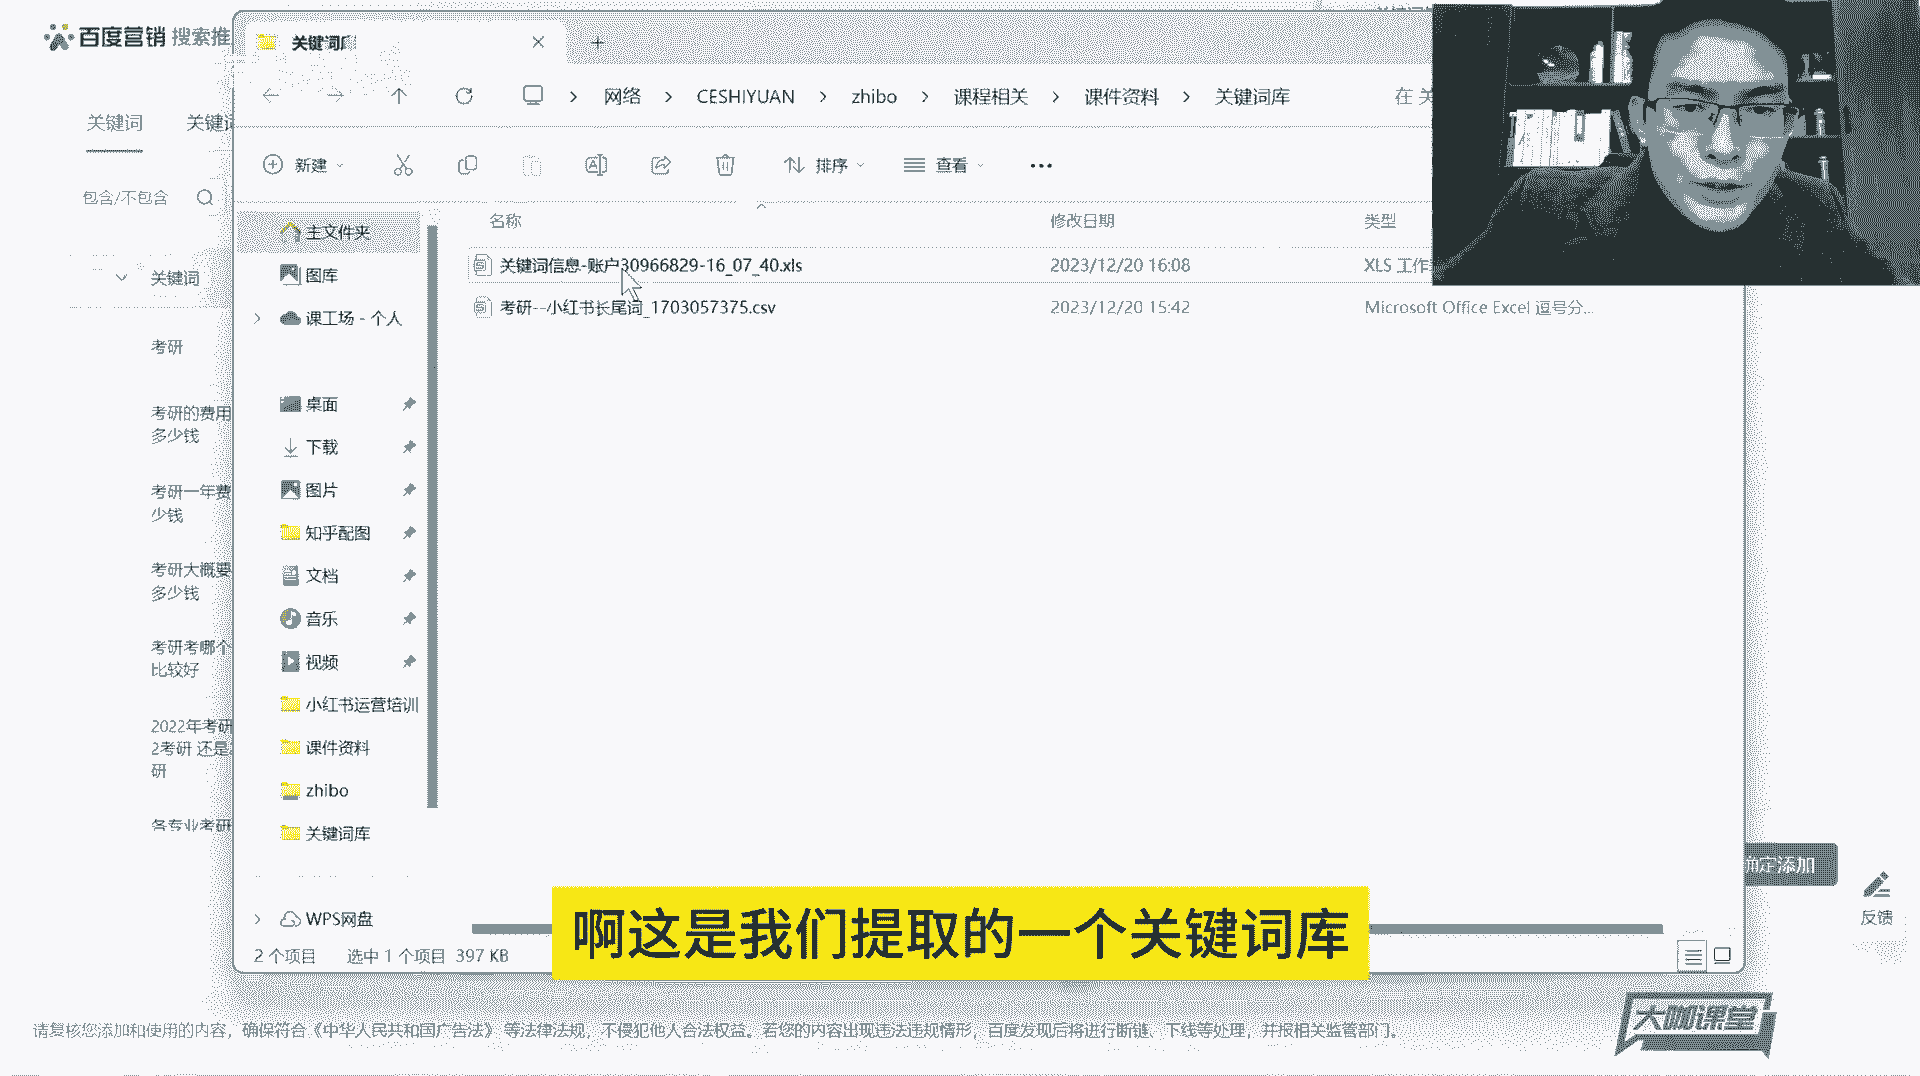 百度营销 搜索推
关键词
网络 CESHIYUAN zhibo 课程相关 课件资料 关键词库 在 关
关键词
新建 排序 查看
包含/不包含
名称 修改日期 类型
主文件夹
关键词信息-账户30966829-16_07_40.xls 2023/12/20 16:08 XLS 工作
图库
关键词
考研--小红书长尾词_1703057375.csv 2023/12/20 15:42 Microsoft Office Excel 逗号分...
课工场 - 个人
考研
桌面
考研的费用
多少钱
下载
图片
考研一年费
少钱
知乎配图
考研大概要
多少钱
文档
音乐
考研考哪个
比较好
视频
小红书运营培训
2022年考研
2考研 还是
研
课件资料
zhibo
各专业考研
关键词库
确定添加
反馈
WPS网盘
啊这是我们提取的一个关键词库
2 个项目 选中 1 个项目 397 KB
大咖课堂
请复核您添加和使用的内容，确保符合《中华人民共和国广告法》 等法律法规，不侵犯他人合法权益。若您的内容出现违法违规情形，百度发现后将进行断链、下线等处理，并报相关监管部门。